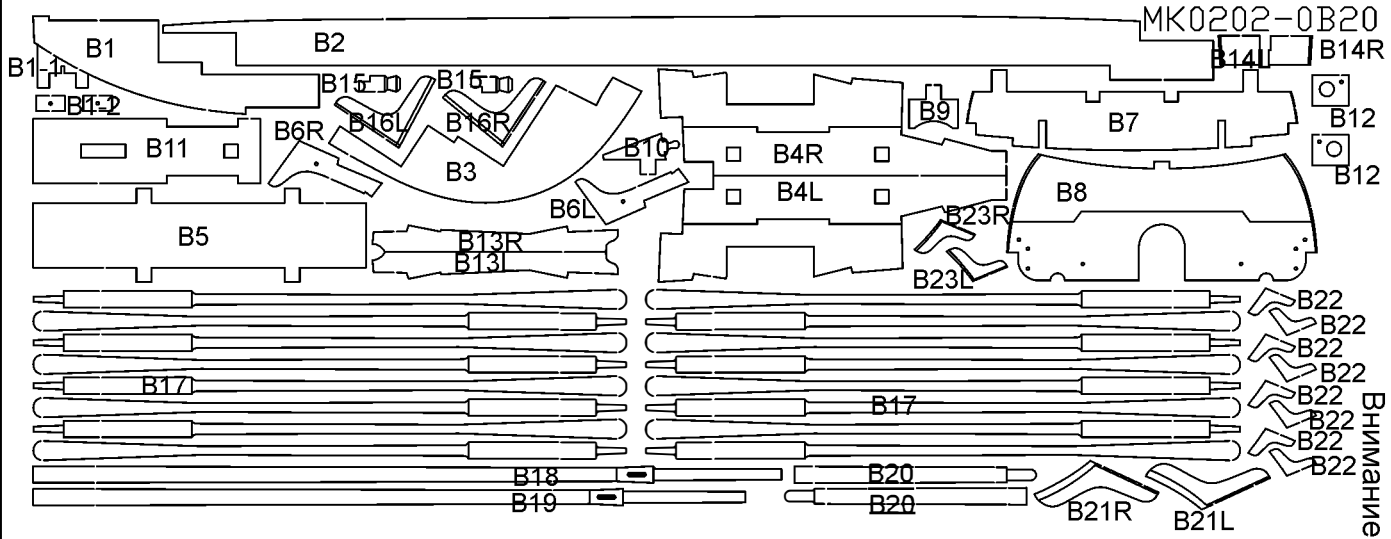 MK0202-0B20
B1
B2
B14L
B14R
B1-1
B15
B15
B1-2
B9
B7
B12
B16L
B16R
B6R
B11
B10
B3
B4R
B12
B4L
B8
B6L
B23R
B5
B13R
B13L
B23L
B22
B22
B22
B22
B17
B22
B17
B22
B22
B22
B18
B20
B19
B20
B21R
B21L
Внимание